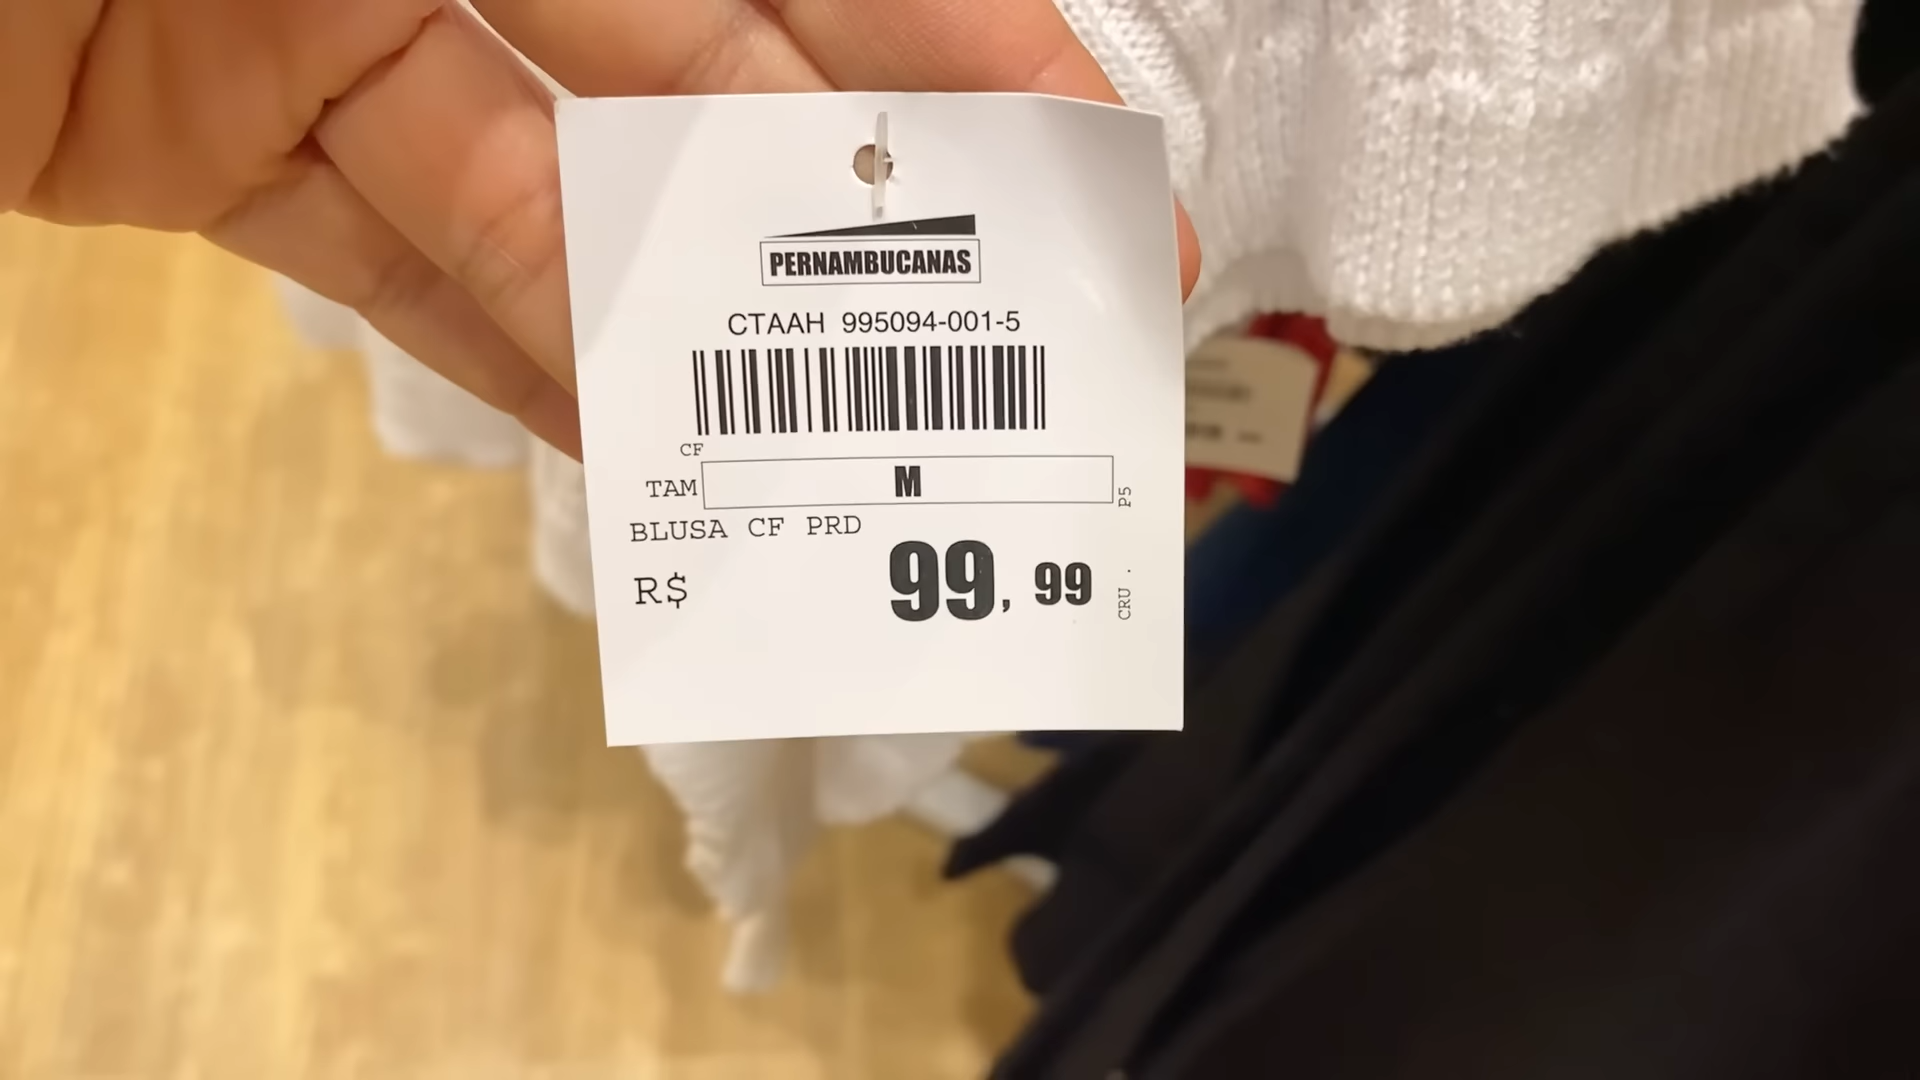 PERNAMBUCANAS
CTAAH 995094-001-5
CF
TAM M
P5
BLUSA CF PRD
R$ 99,99
CRU .